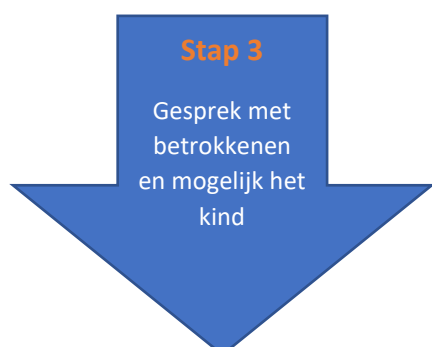 Stap 3
Gesprek met
betrokkenen
en mogelijk het
kind